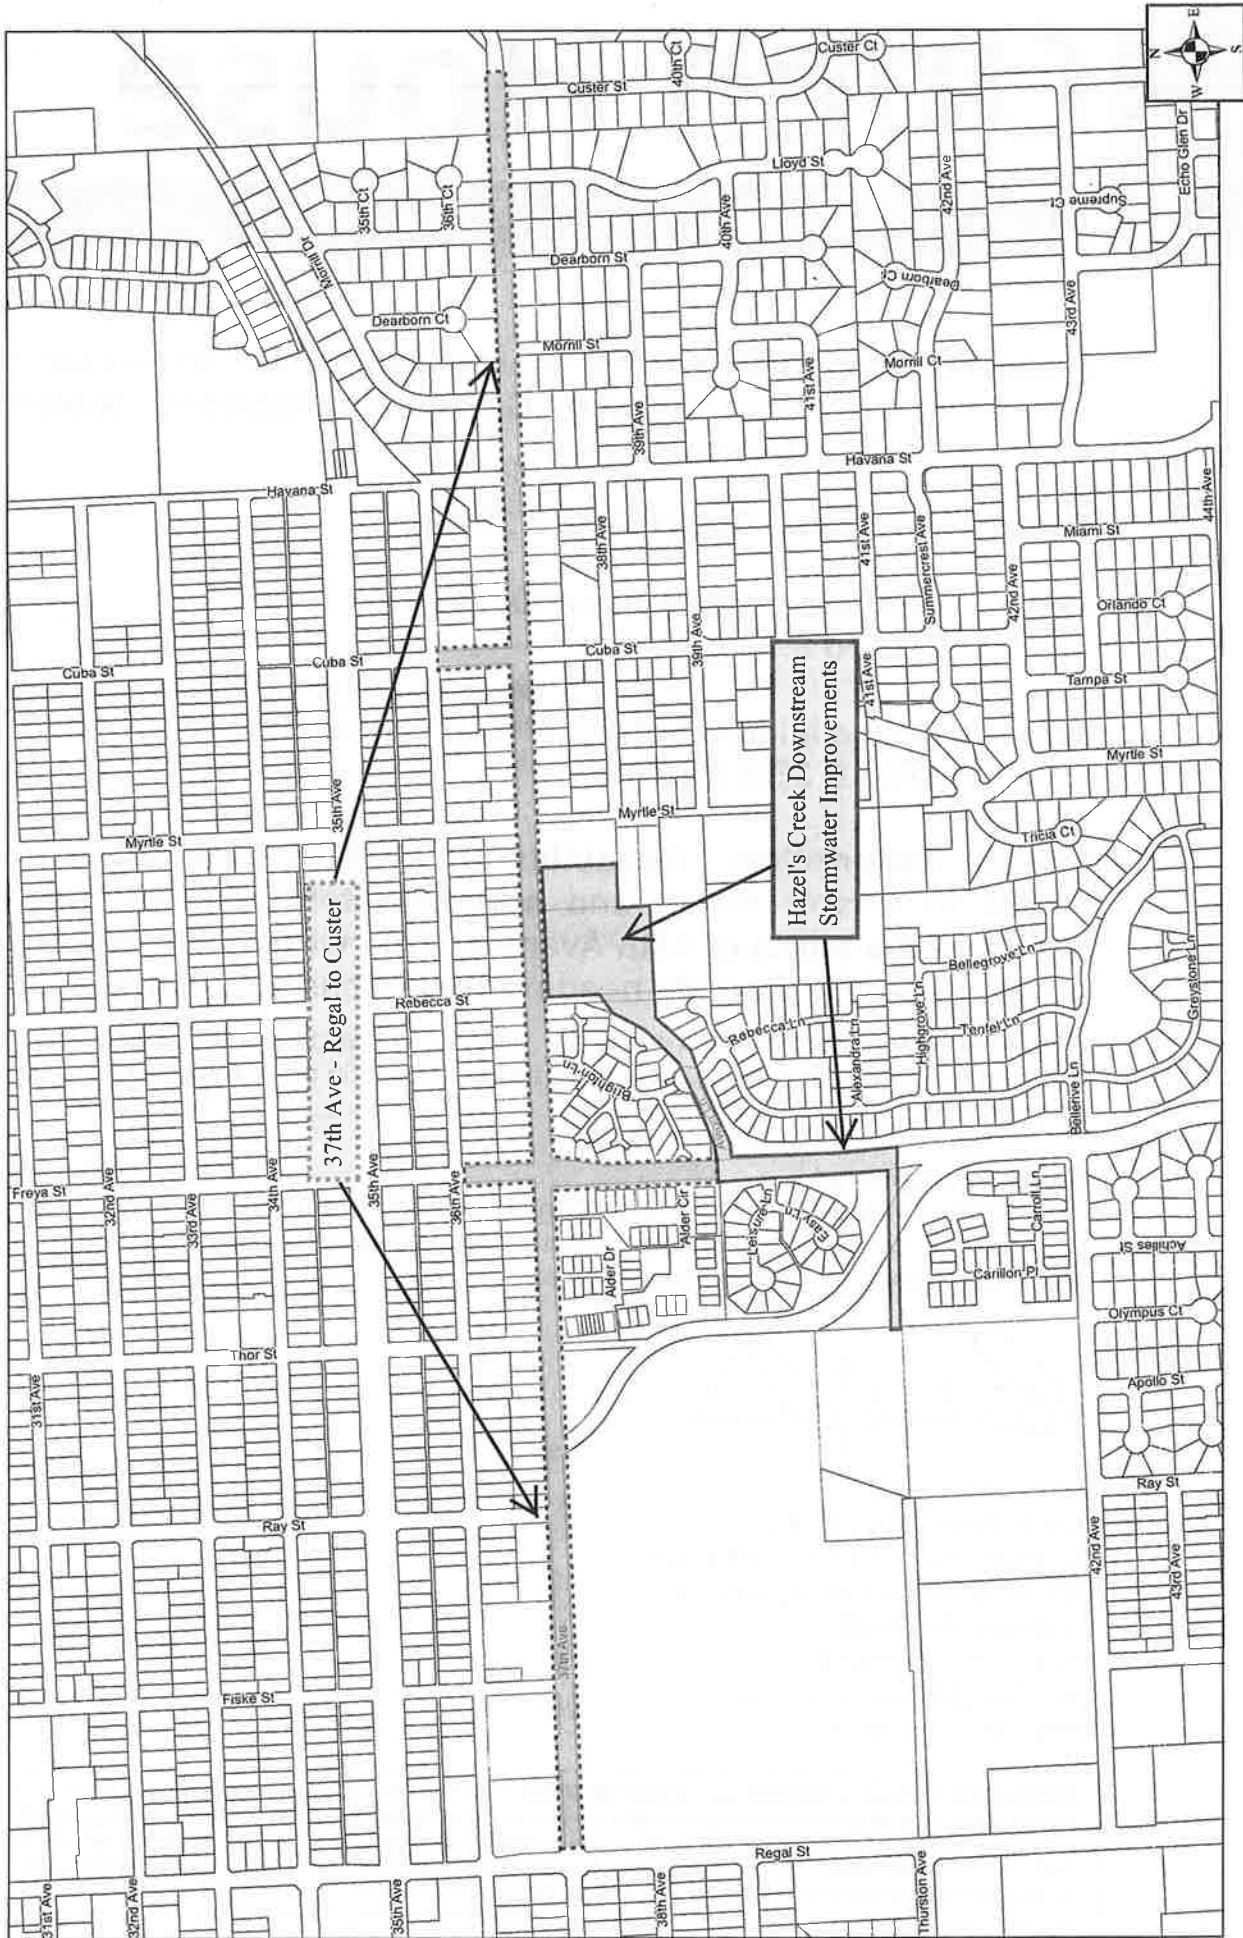 N
E
S
W
Custer Ct
40th Ct
Custer St
Lloyd St
42nd Ave
Supreme Ct
Echo Glen Dr
35th Ct
36th Ct
40th Ave
Morrill Dr
Dearborn St
Dearborn Ct
43rd Ave
Dearborn Ct
Morrill St
Morrill Ct
41st Ave
39th Ave
Havana St
Havana St
44th Ave
38th Ave
41st Ave
Summercrest Ave
Miami St
42nd Ave
Orlando Ct
39th Ave
Cuba St
Cuba St
Cuba St
41st Ave
Tampa St
Hazel's Creek Downstream
Stormwater Improvements
Myrtle St
35th Ave
Myrtle St
Myrtle St
Tricia Ct
37th Ave - Regal to Custer
Bellegrove Ln
Greystone Ln
Rebecca St
Rebecca Ln
Alexandra Ln
Highgrove Ln
Tenfel Ln
Brighton Ln
Bellerive Ln
Freya St
32nd Ave
33rd Ave
34th Ave
35th Ave
36th Ave
Alder Cir
Alder Dr
Leisure Ln
Easy Ln
Carroll Ln
Carillon Pl
Achilles St
Olympus Ct
Thor St
31st Ave
Apollo St
Ray St
Ray St
42nd Ave
43rd Ave
37th Ave
Fiske St
Regal St
31st Ave
32nd Ave
35th Ave
38th Ave
Thurston Ave